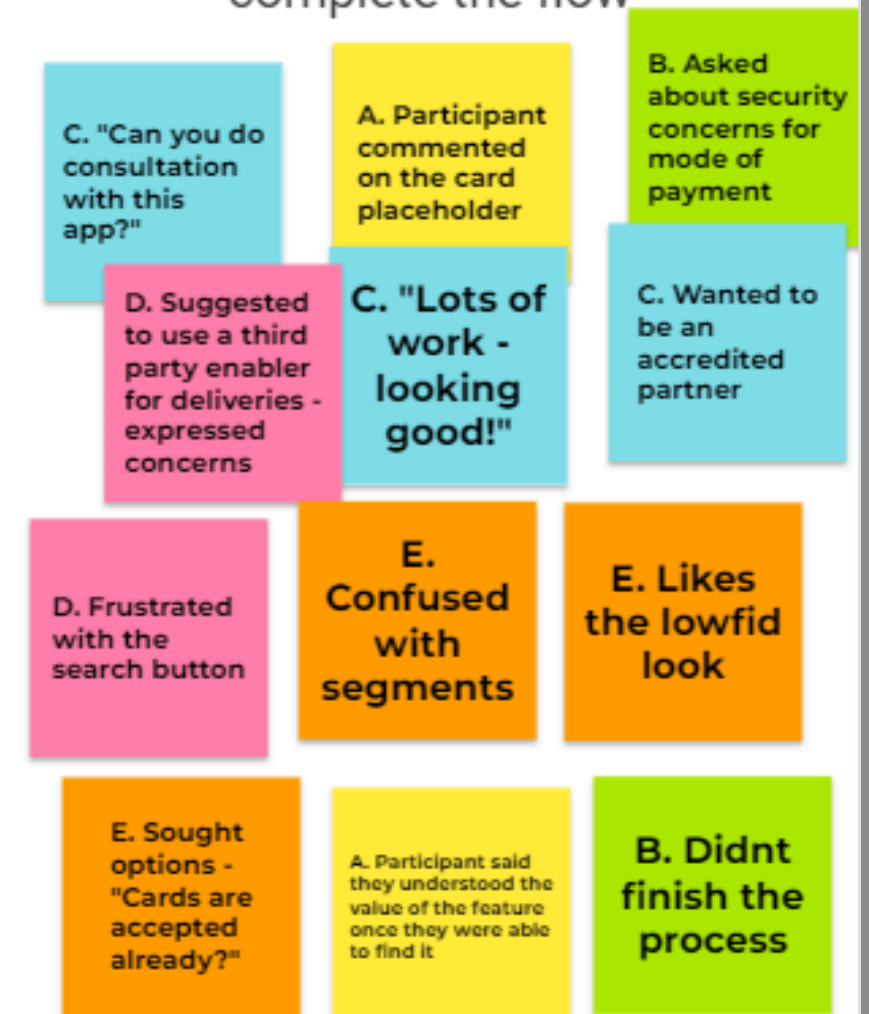 complete the flow
C. "Can you do
consultation
with this
app?"
A. Participant
commented
on the card
placeholder
B. Asked
about security
concerns for
mode of
payment
D. Suggested
to use a third
party enabler
for deliveries -
expressed
concerns
C. "Lots of
work -
looking
good!"
C. Wanted to
be an
accredited
partner
D. Frustrated
with the
search button
E.
Confused
with
segments
E. Likes
the lowfid
look
E. Sought
options -
"Cards are
accepted
already?"
A. Participant said
they understood the
value of the feature
once they were able
to find it
B. Didnt
finish the
process